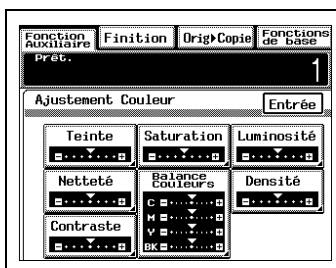 Fonction Auxiliaire
Finition
Orig▸Copie
Fonctions de base
Prêt.
1
Ajustement Couleur
Entrée
Teinte
Saturation
Luminosité
Netteté
Balance Couleurs
Densité
C
M
Y
BK
Contraste